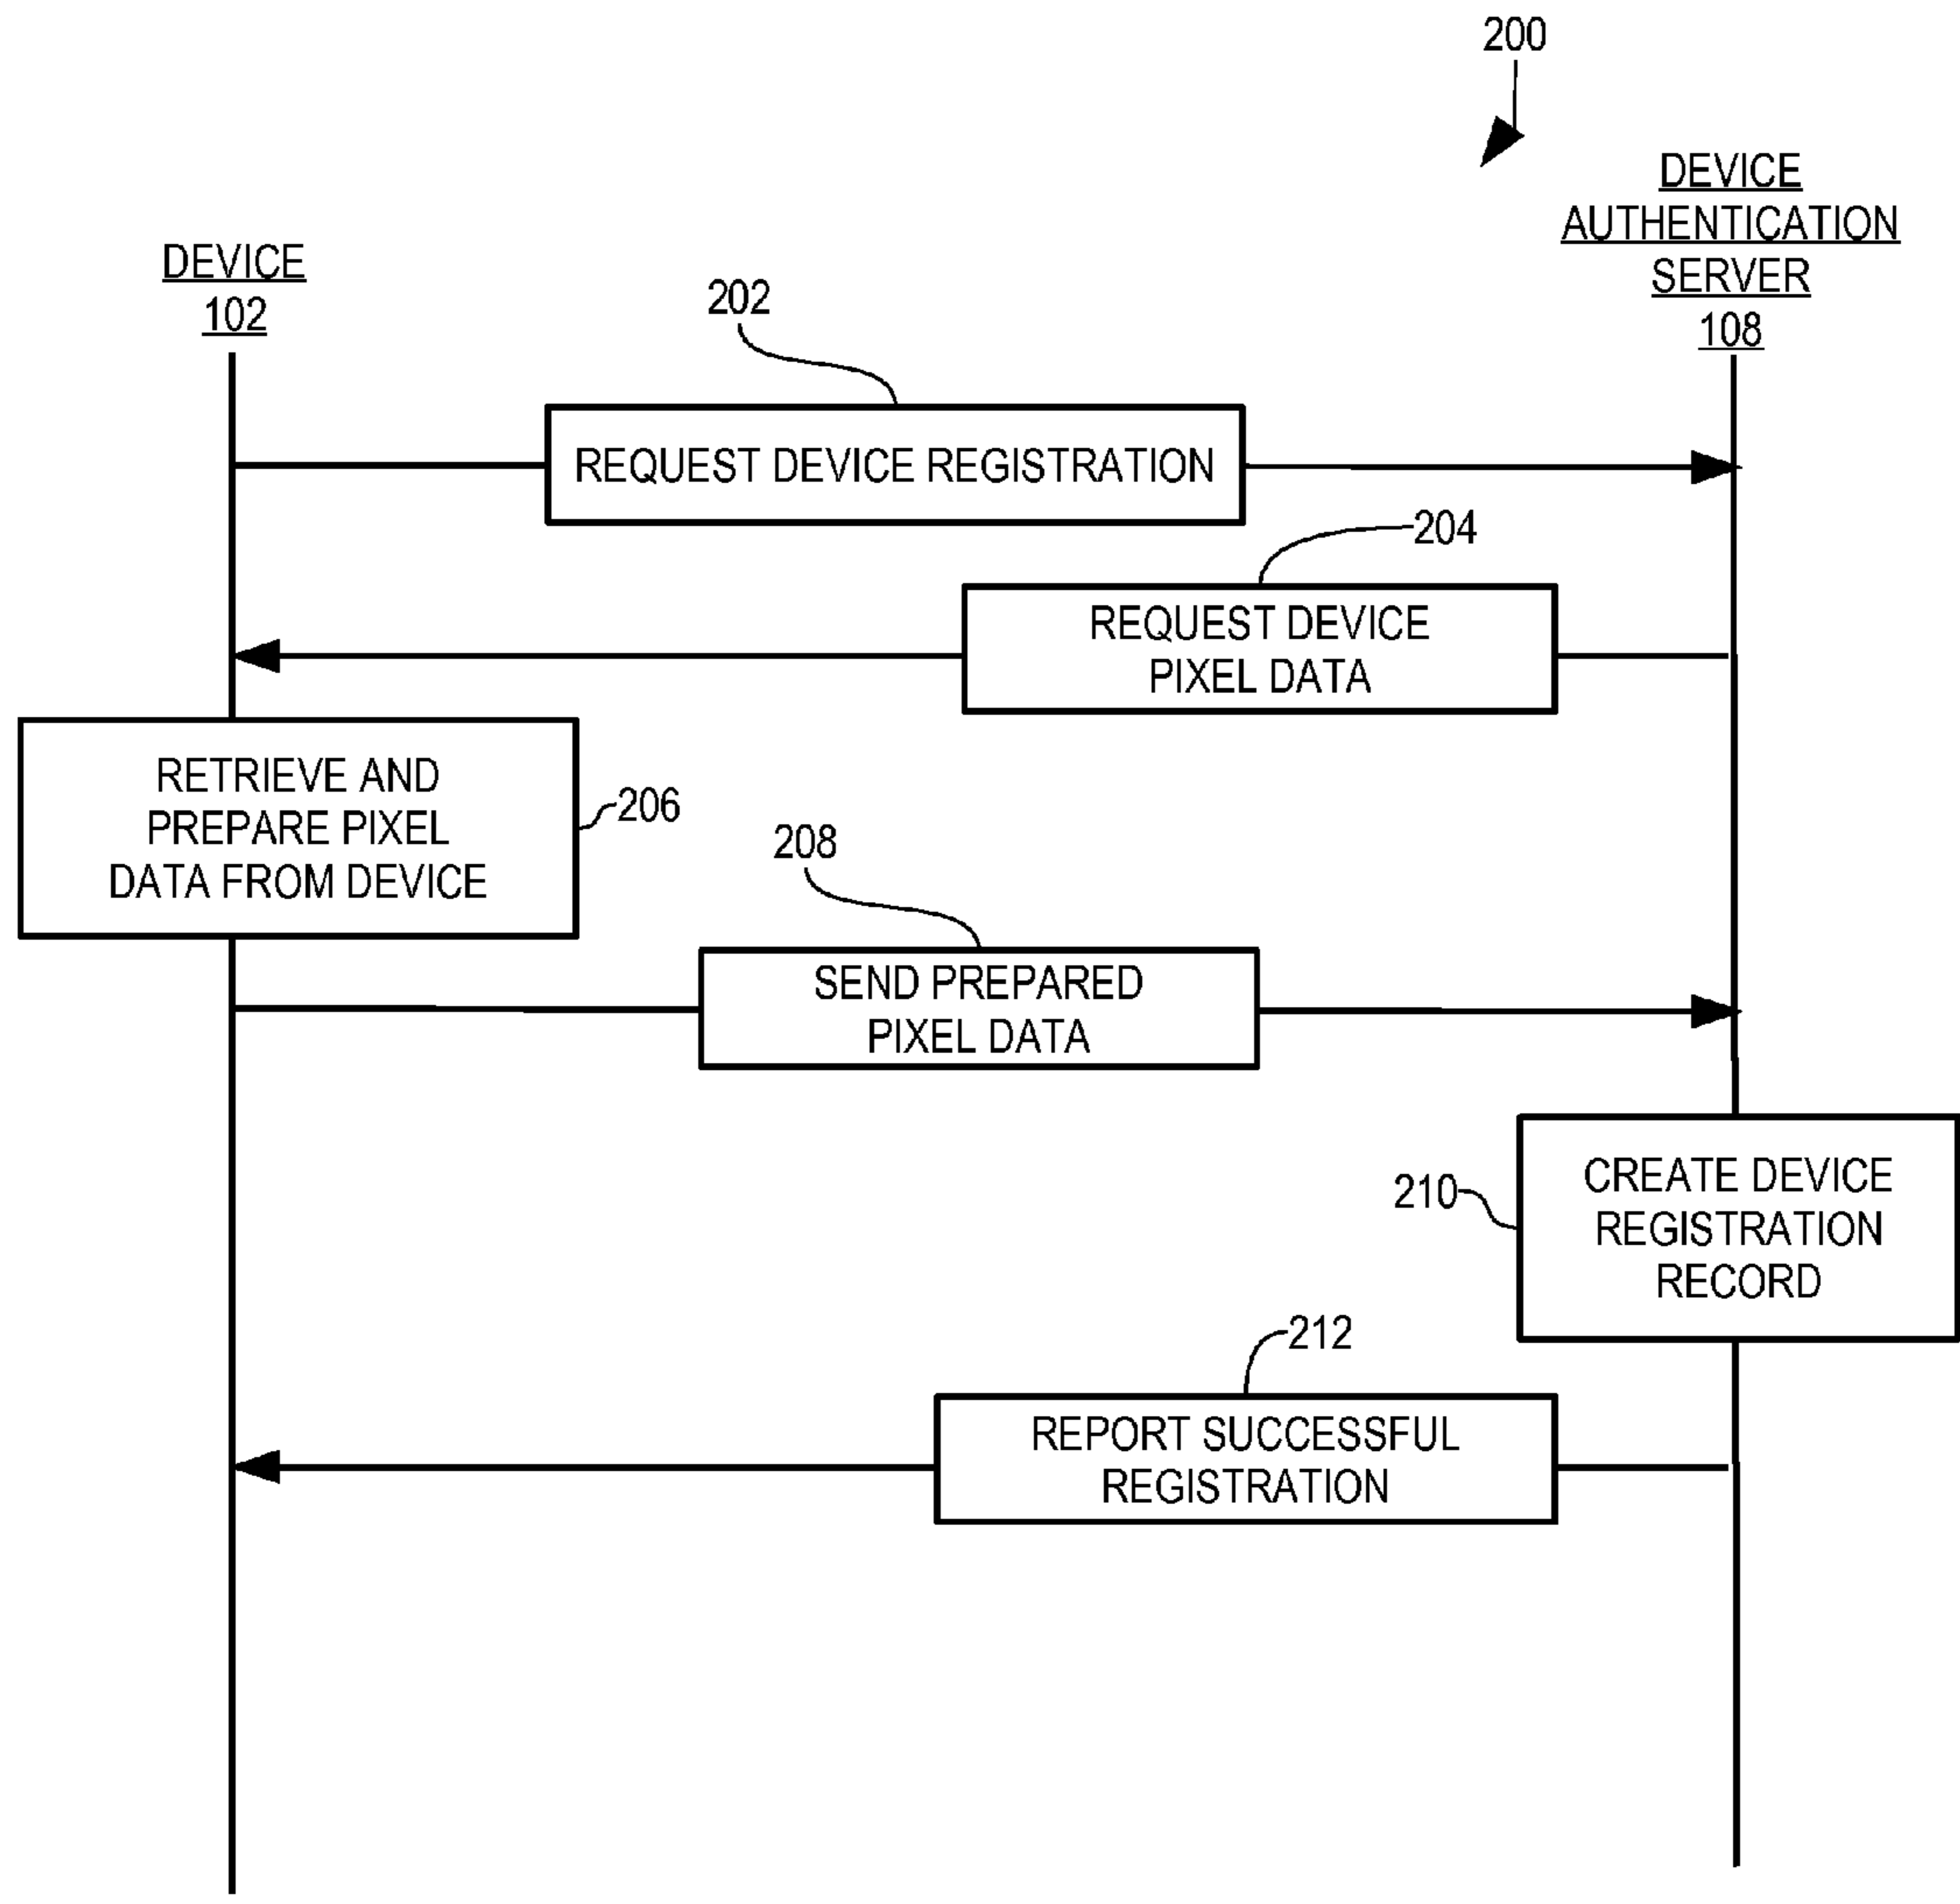 200
DEVICE
AUTHENTICATION
SERVER
108
DEVICE
102
202
REQUEST DEVICE REGISTRATION
204
REQUEST DEVICE
PIXEL DATA
RETRIEVE AND
PREPARE PIXEL
DATA FROM DEVICE
206
208
SEND PREPARED
PIXEL DATA
210
CREATE DEVICE
REGISTRATION
RECORD
212
REPORT SUCCESSFUL
REGISTRATION